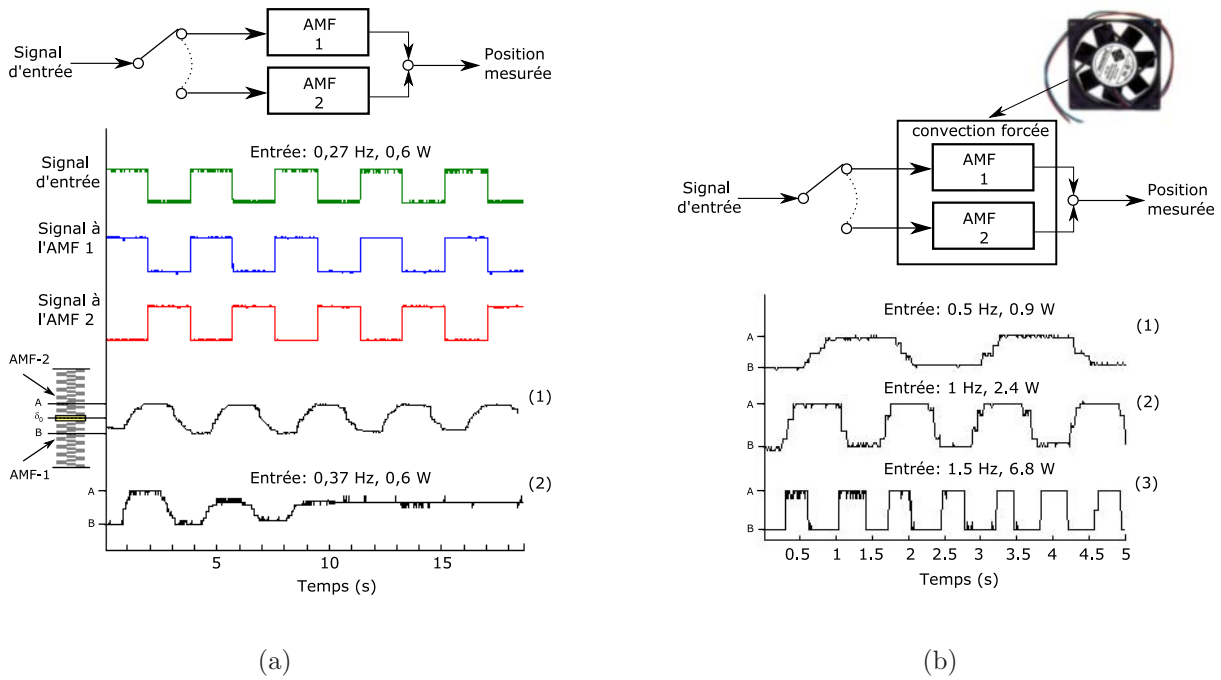 Signal
d'entrée
AMF
1
AMF
2
Position
mesurée
Entrée: 0,27 Hz, 0,6 W
Signal
d'entrée
Signal à
l'AMF 1
Signal à
l'AMF 2
AMF-2
A
δ₀
B
AMF-1
(1)
Entrée: 0,37 Hz, 0,6 W
(2)
A
B
5
10
15
Temps (s)
(a)
convection forcée
Signal
d'entrée
AMF
1
AMF
2
Position
mesurée
Entrée: 0.5 Hz, 0.9 W
(1)
A
B
Entrée: 1 Hz, 2.4 W
(2)
A
B
Entrée: 1.5 Hz, 6.8 W
(3)
A
B
0.5 1 1.5 2 2.5 3 3.5 4 4.5 5
Temps (s)
(b)